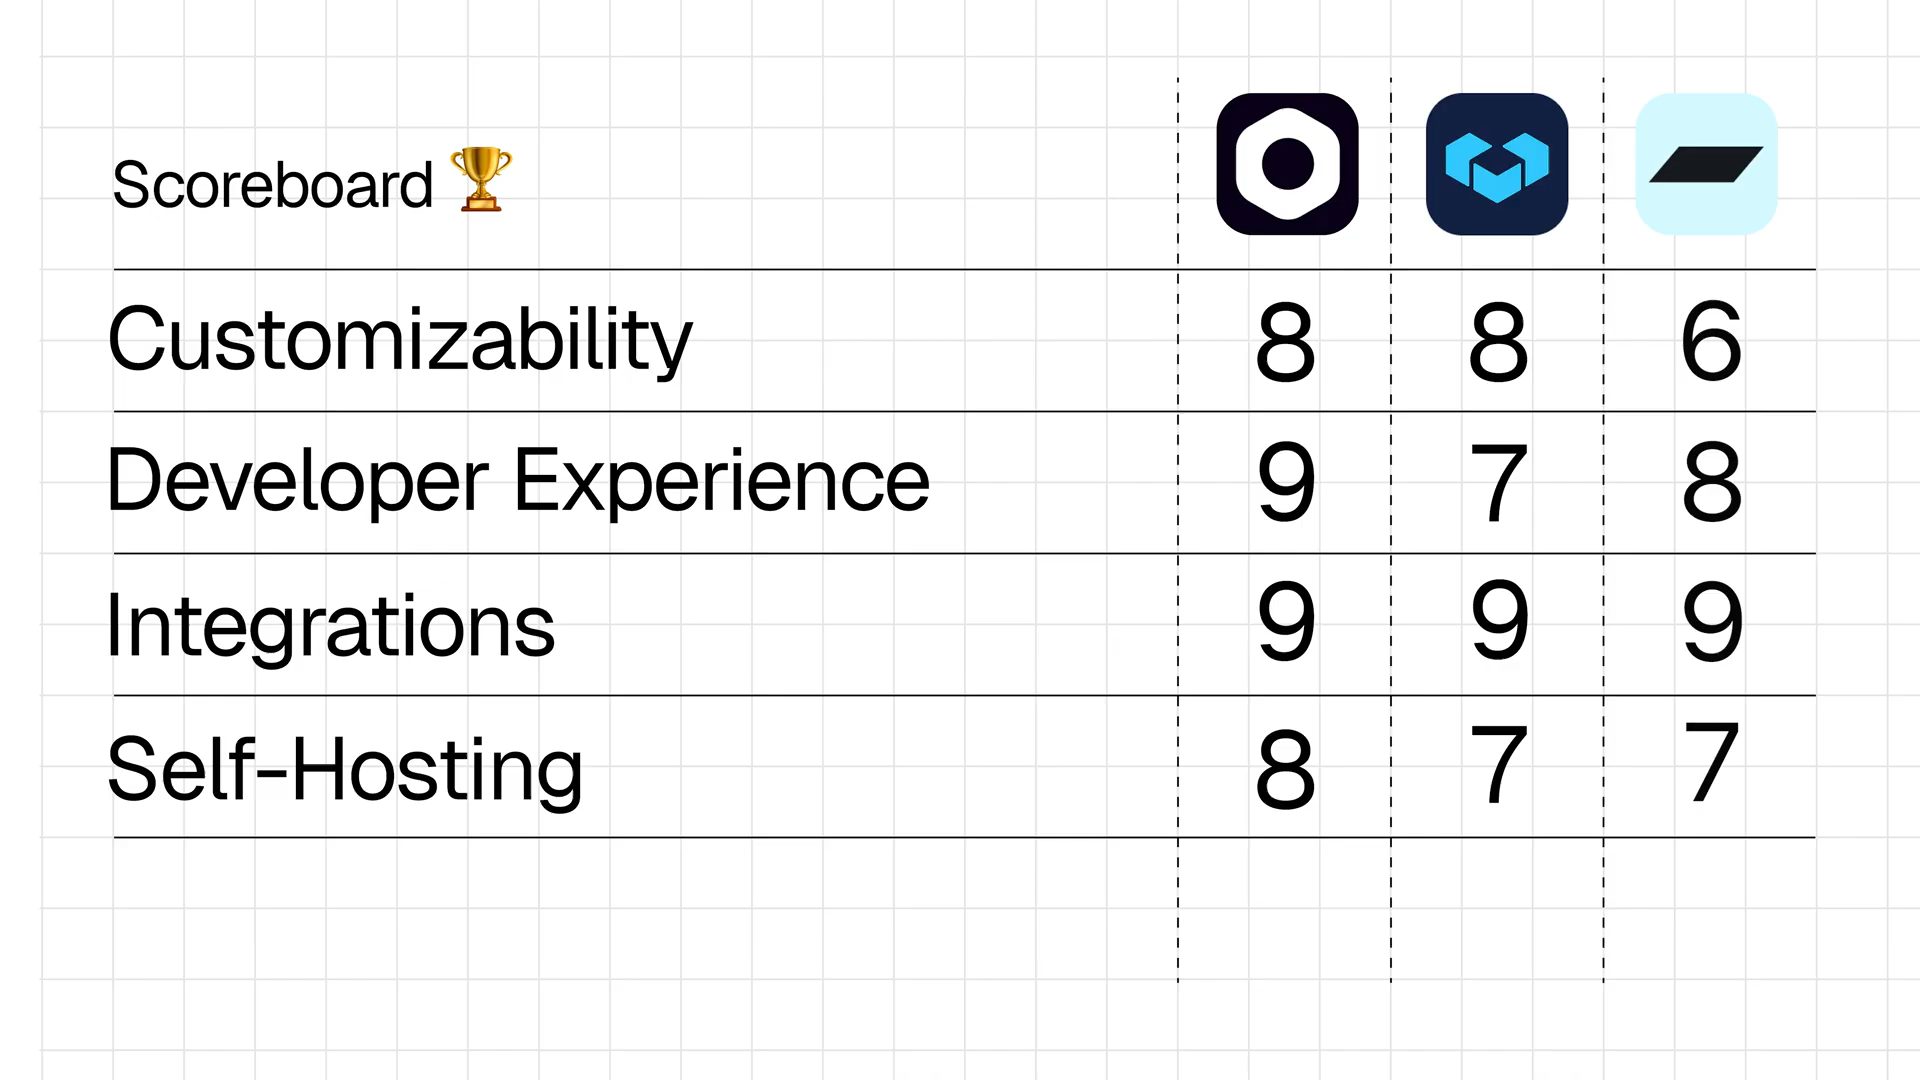 Scoreboard 🏆
Customizability 8 8 6
Developer Experience 9 7 8
Integrations 9 9 9
Self-Hosting 8 7 7